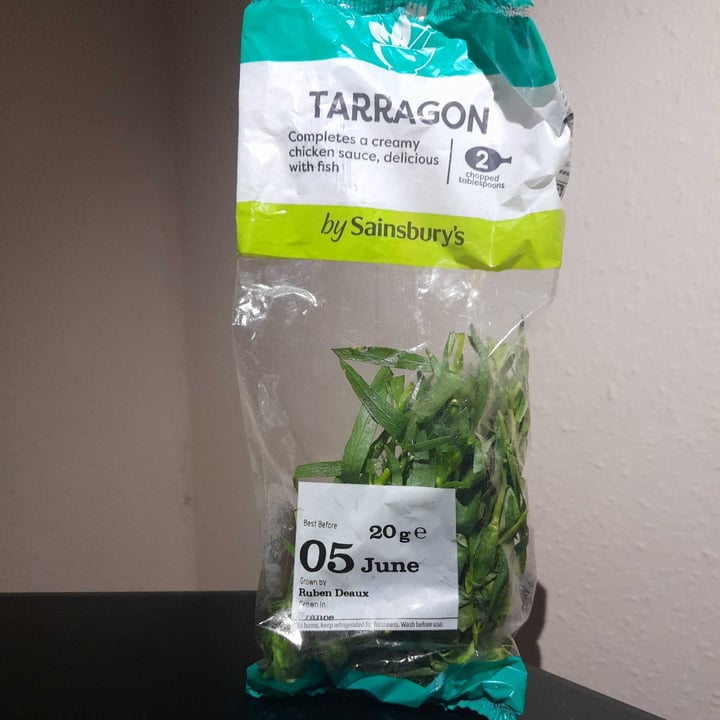 TARRAGON
Completes a creamy
chicken sauce, delicious
with fish
2
chopped
tablespoons
by Sainsbury's
Best Before
20g e
05 June
Grown by
Ruben Deaux
Grown in
France
At home, keep refrigerated for freshness. Wash before use.